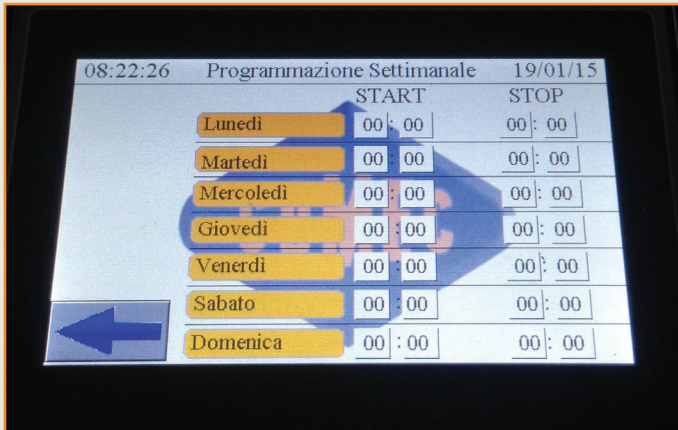 08:22:26 Programmazione Settimanale 19/01/15
START STOP
Lunedì 00 : 00 00 : 00
Martedì 00 : 00 00 : 00
Mercoledì 00 : 00 00 : 00
Giovedì 00 : 00 00 : 00
Venerdì 00 : 00 00 : 00
Sabato 00 : 00 00 : 00
Domenica 00 : 00 00 : 00